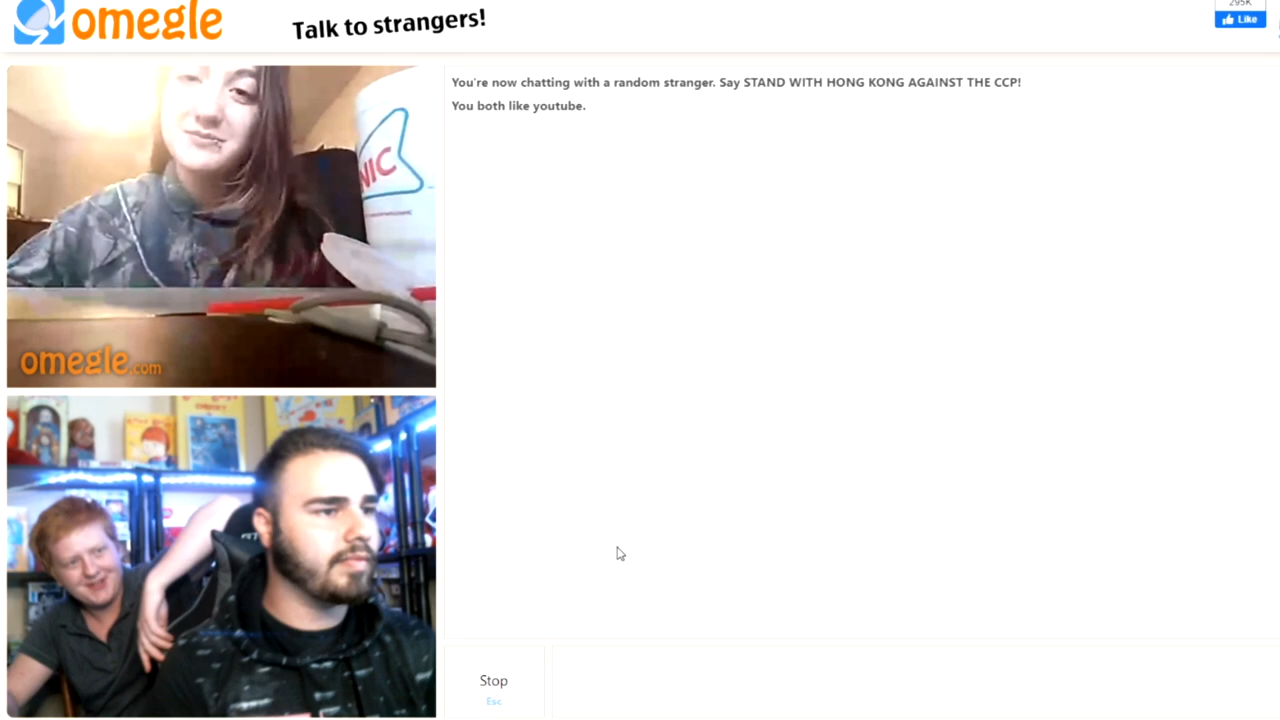 omegle
Talk to strangers!
295K
Like
You're now chatting with a random stranger. Say STAND WITH HONG KONG AGAINST THE CCP!
You both like youtube.
NIC
omegle.com
Stop
Esc